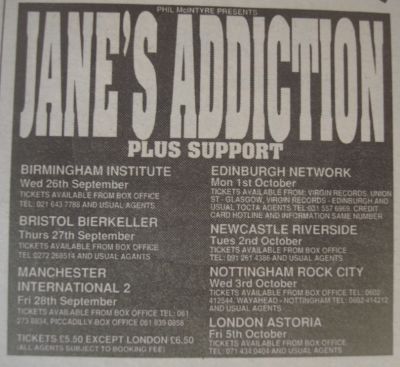 PHIL McINTYRE PRESENTS
JANE'S ADDICTION
PLUS SUPPORT
BIRMINGHAM INSTITUTE
Wed 26th September
TICKETS AVAILABLE FROM BOX OFFICE
TEL: 021 643 7788 AND USUAL AGENTS
BRISTOL BIERKELLER
Thurs 27th September
TICKETS AVAILABLE FROM BOX OFFICE
TEL 0272 268514 AND USUAL AGANTS
MANCHESTER
INTERNATIONAL 2
Fri 28th September
TICKETS AVAILABLE FROM BOX OFFICE TEL: 061
273 8834, PICCADILLY BOX OFFICE 061 839 0858
TICKETS £5.50 EXCEPT LONDON £6.50
(ALL AGENTS SUBJECT TO BOOKING FEE)
EDINBURGH NETWORK
Mon 1st October
TICKETS AVAILABLE FROM: VIRGIN RECORDS, UNION
ST - GLASGOW, VIRGIN RECORDS - EDINBURGH AND
USUAL TOCTA AGENTS TEL: 031 557 6969. CREDIT
CARD HOTLINE AND INFORMATION SAME NUMBER
NEWCASTLE RIVERSIDE
Tues 2nd October
TICKETS AVAILABLE FROM BOX OFFICE
TEL: 091 261 4386 AND USUAL AGENTS
NOTTINGHAM ROCK CITY
Wed 3rd October
TICKETS AVAILABLE FROM BOX OFFICE, TEL: 0602-
412544, WAYAHEAD - NOTTINGHAM TEL: 0602-414212
AND USUAL AGENTS
LONDON ASTORIA
Fri 5th October
TICKETS AVAILABLE FROM BOX OFFICE
TEL: 071 434 0404 AND USUAL AGENTS